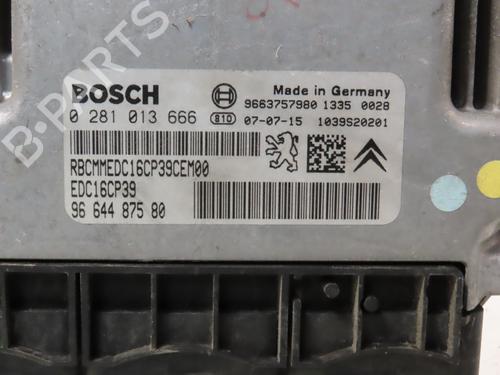 BOSCH
Made in Germany
9663757980 1335 0028
0 281 013 666
810 07-07-15 1039S20201
RBCMMEDC16CP39CEM00
EDC16CP39
96 644 875 80
B-PARTS